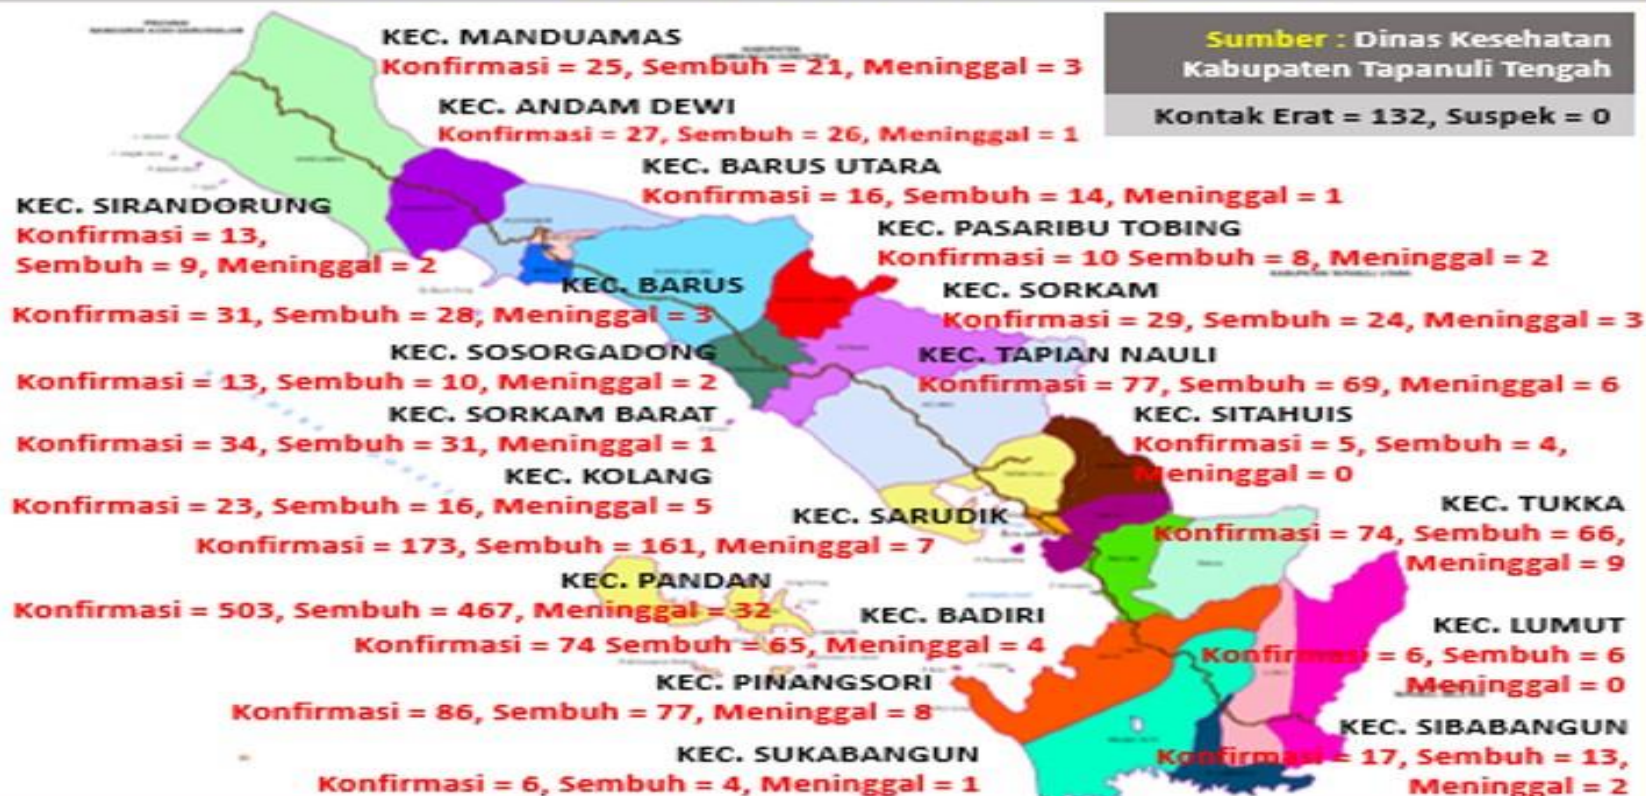 KEC. MANDUAMAS
Konfirmasi = 25, Sembuh = 21, Meninggal = 3
Sumber : Dinas Kesehatan
Kabupaten Tapanuli Tengah
Kontak Erat = 132, Suspek = 0
KEC. ANDAM DEWI
Konfirmasi = 27, Sembuh = 26, Meninggal = 1
KEC. BARUS UTARA
Konfirmasi = 16, Sembuh = 14, Meninggal = 1
KEC. SIRANDORUNG
Konfirmasi = 13,
Sembuh = 9, Meninggal = 2
KEC. PASARIBU TOBING
Konfirmasi = 10 Sembuh = 8, Meninggal = 2
KEC. BARUS
Konfirmasi = 31, Sembuh = 28, Meninggal = 3
KEC. SORKAM
Konfirmasi = 29, Sembuh = 24, Meninggal = 3
KEC. SOSORGADONG
Konfirmasi = 13, Sembuh = 10, Meninggal = 2
KEC. TAPIAN NAULI
Konfirmasi = 77, Sembuh = 69, Meninggal = 6
KEC. SORKAM BARAT
Konfirmasi = 34, Sembuh = 31, Meninggal = 1
KEC. SITAHUIS
Konfirmasi = 5, Sembuh = 4,
Meninggal = 0
KEC. KOLANG
Konfirmasi = 23, Sembuh = 16, Meninggal = 5
KEC. SARUDIK
Konfirmasi = 173, Sembuh = 161, Meninggal = 7
KEC. TUKKA
Konfirmasi = 74, Sembuh = 66,
Meninggal = 9
KEC. PANDAN
Konfirmasi = 503, Sembuh = 467, Meninggal = 32
KEC. BADIRI
Konfirmasi = 74 Sembuh = 65, Meninggal = 4
KEC. LUMUT
Konfirmasi = 6, Sembuh = 6
Meninggal = 0
KEC. PINANGSORI
Konfirmasi = 86, Sembuh = 77, Meninggal = 8
KEC. SIBABANGUN
Konfirmasi = 17, Sembuh = 13,
Meninggal = 2
KEC. SUKABANGUN
Konfirmasi = 6, Sembuh = 4, Meninggal = 1